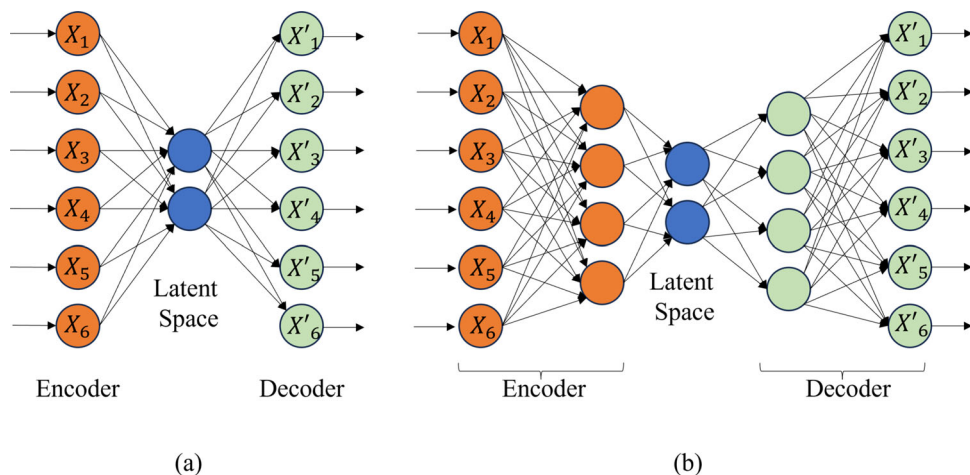 X₁
X₂
X₃
X₄
X₅
X₆
X'₁
X'₂
X'₃
X'₄
X'₅
X'₆
Latent
Space
Encoder
Decoder
(a)
X₁
X₂
X₃
X₄
X₅
X₆
X'₁
X'₂
X'₃
X'₄
X'₅
X'₆
Latent
Space
Encoder
Decoder
(b)